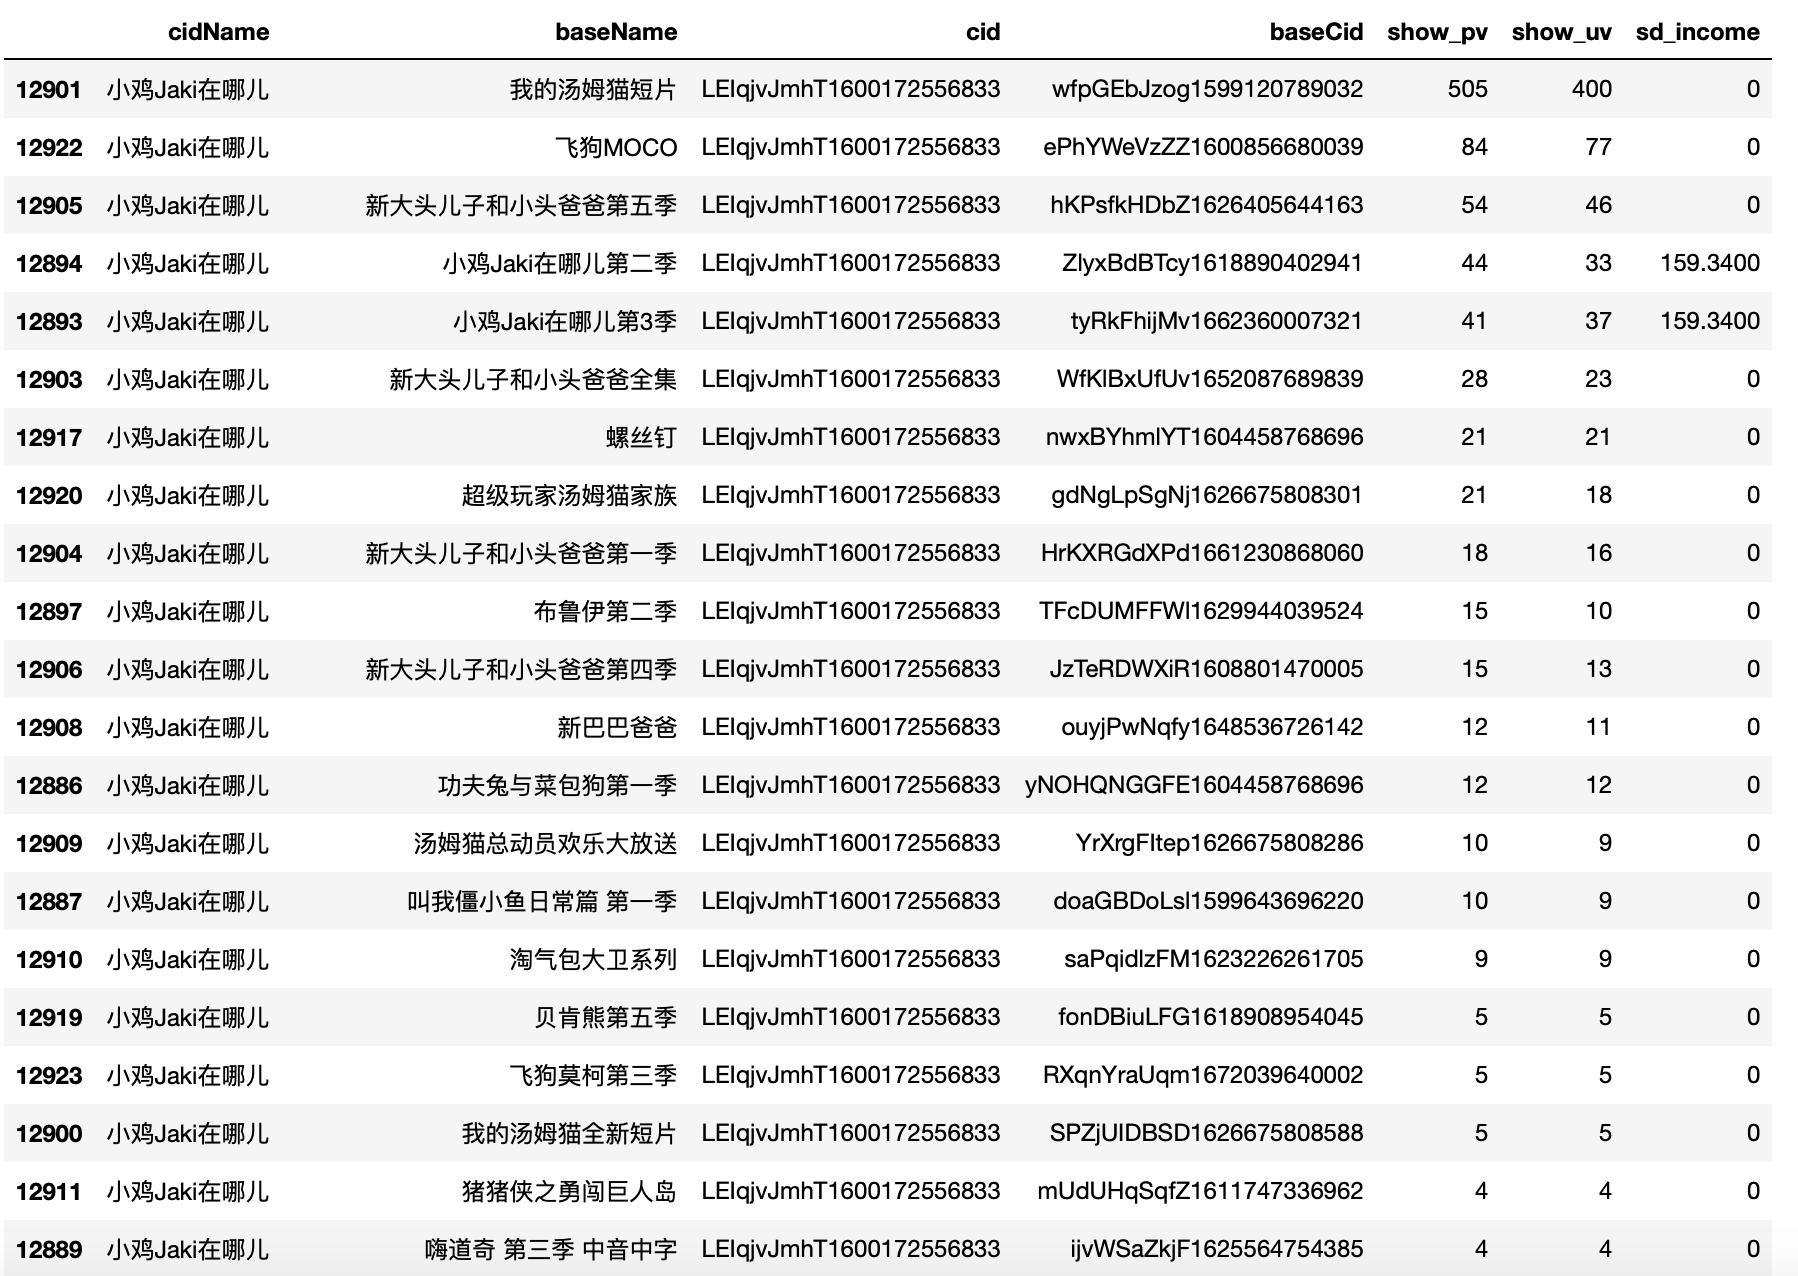 cidName baseName cid baseCid show_pv show_uv sd_income
12901 小鸡Jaki在哪儿 我的汤姆猫短片 LEIqjvJmhT1600172556833 wfpGEbJzog1599120789032 505 400 0
12922 小鸡Jaki在哪儿 飞狗MOCO LEIqjvJmhT1600172556833 ePhYWeVzZZ1600856680039 84 77 0
12905 小鸡Jaki在哪儿 新大头儿子和小头爸爸第五季 LEIqjvJmhT1600172556833 hKPsfkHDbZ1626405644163 54 46 0
12894 小鸡Jaki在哪儿 小鸡Jaki在哪儿第二季 LEIqjvJmhT1600172556833 ZlyxBdBTcy1618890402941 44 33 159.3400
12893 小鸡Jaki在哪儿 小鸡Jaki在哪儿第3季 LEIqjvJmhT1600172556833 tyRkFhijMv1662360007321 41 37 159.3400
12903 小鸡Jaki在哪儿 新大头儿子和小头爸爸全集 LEIqjvJmhT1600172556833 WfKlBxUfUv1652087689839 28 23 0
12917 小鸡Jaki在哪儿 螺丝钉 LEIqjvJmhT1600172556833 nwxBYhmlYT1604458768696 21 21 0
12920 小鸡Jaki在哪儿 超级玩家汤姆猫家族 LEIqjvJmhT1600172556833 gdNgLpSgNj1626675808301 21 18 0
12904 小鸡Jaki在哪儿 新大头儿子和小头爸爸第一季 LEIqjvJmhT1600172556833 HrKXRGdXPd1661230868060 18 16 0
12897 小鸡Jaki在哪儿 布鲁伊第二季 LEIqjvJmhT1600172556833 TFcDUMFFWl1629944039524 15 10 0
12906 小鸡Jaki在哪儿 新大头儿子和小头爸爸第四季 LEIqjvJmhT1600172556833 JzTeRDWXiR1608801470005 15 13 0
12908 小鸡Jaki在哪儿 新巴巴爸爸 LEIqjvJmhT1600172556833 ouyjPwNqfy1648536726142 12 11 0
12886 小鸡Jaki在哪儿 功夫兔与菜包狗第一季 LEIqjvJmhT1600172556833 yNOHQNGGFE1604458768696 12 12 0
12909 小鸡Jaki在哪儿 汤姆猫总动员欢乐大放送 LEIqjvJmhT1600172556833 YrXrgFItep1626675808286 10 9 0
12887 小鸡Jaki在哪儿 叫我僵小鱼日常篇 第一季 LEIqjvJmhT1600172556833 doaGBDoLsl1599643696220 10 9 0
12910 小鸡Jaki在哪儿 淘气包大卫系列 LEIqjvJmhT1600172556833 saPqidlzFM1623226261705 9 9 0
12919 小鸡Jaki在哪儿 贝肯熊第五季 LEIqjvJmhT1600172556833 fonDBiuLFG1618908954045 5 5 0
12923 小鸡Jaki在哪儿 飞狗莫柯第三季 LEIqjvJmhT1600172556833 RXqnYraUqm1672039640002 5 5 0
12900 小鸡Jaki在哪儿 我的汤姆猫全新短片 LEIqjvJmhT1600172556833 SPZjUIDBSD1626675808588 5 5 0
12911 小鸡Jaki在哪儿 猪猪侠之勇闯巨人岛 LEIqjvJmhT1600172556833 mUdUHqSqfZ1611747336962 4 4 0
12889 小鸡Jaki在哪儿 嗨道奇 第三季 中音中字 LEIqjvJmhT1600172556833 ijvWSaZkjF1625564754385 4 4 0